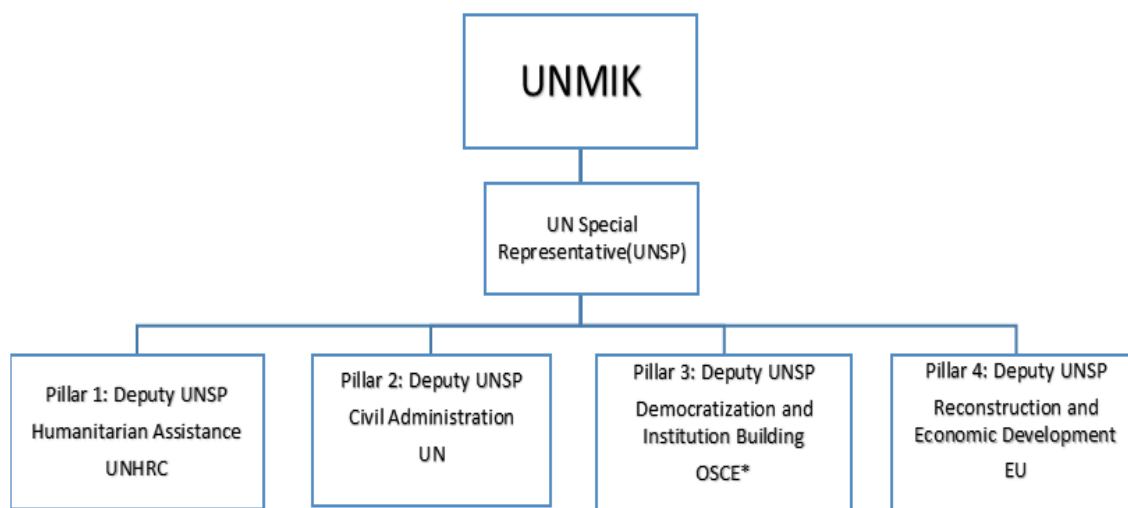 UNMIK
UN Special
Representative(UNSP)
Pillar 1: Deputy UNSP
Humanitarian Assistance
UNHRC
Pillar 2: Deputy UNSP
Civil Administration
UN
Pillar 3: Deputy UNSP
Democratization and
Institution Building
OSCE*
Pillar 4: Deputy UNSP
Reconstruction and
Economic Development
EU